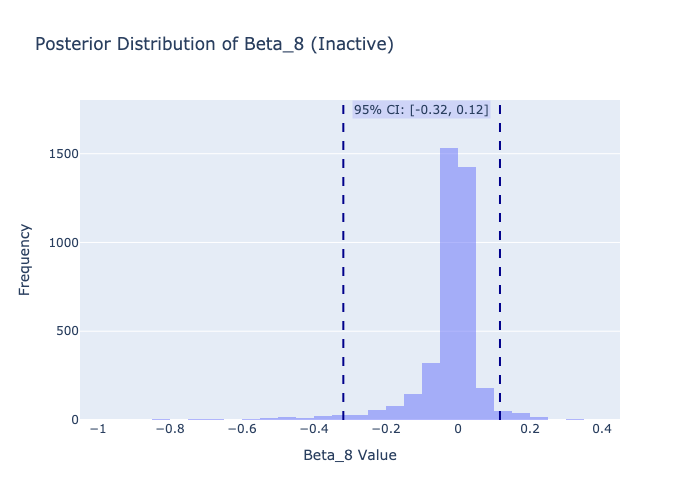 Posterior Distribution of Beta_8 (Inactive)
95% CI: [-0.32, 0.12]
1500
1000
500
0
Frequency
−1 −0.8 −0.6 −0.4 −0.2 0 0.2 0.4
Beta_8 Value